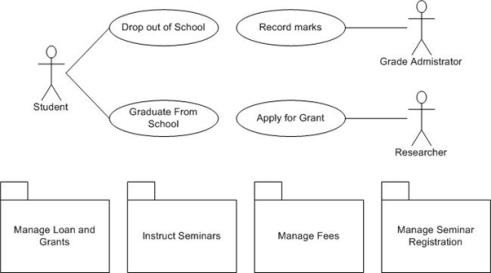 Drop out of School
Record marks
Grade Admistrator
Student
Graduate From
School
Apply for Grant
Researcher
Manage Loan and
Grants
Instruct Seminars
Manage Fees
Manage Seminar
Registration